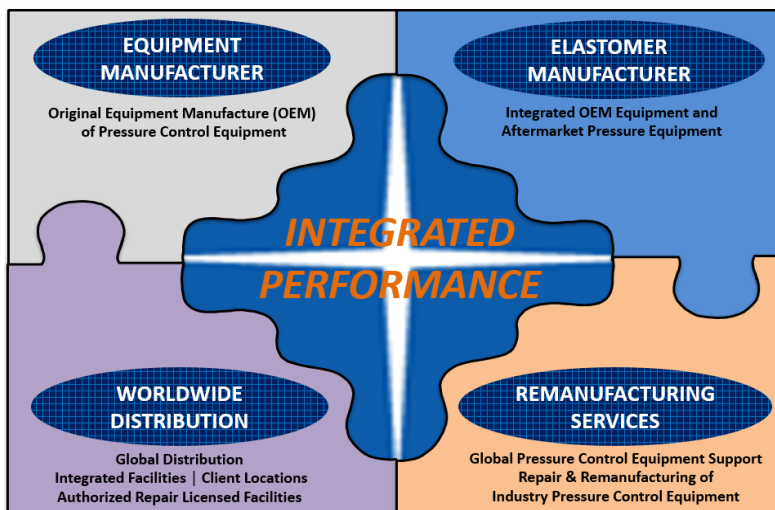 EQUIPMENT
MANUFACTURER
Original Equipment Manufacture (OEM)
of Pressure Control Equipment
ELASTOMER
MANUFACTURER
Integrated OEM Equipment and
Aftermarket Pressure Equipment
INTEGRATED
PERFORMANCE
WORLDWIDE
DISTRIBUTION
Global Distribution
Integrated Facilities | Client Locations
Authorized Repair Licensed Facilities
REMANUFACTURING
SERVICES
Global Pressure Control Equipment Support
Repair & Remanufacturing of
Industry Pressure Control Equipment